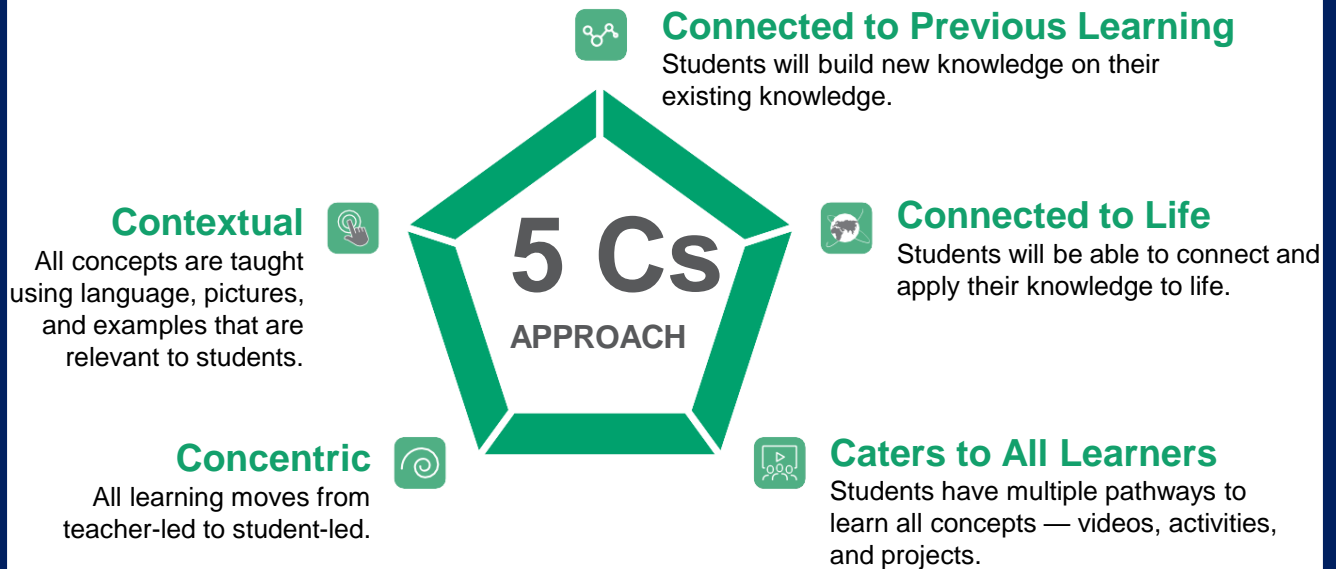 Connected to Previous Learning
Students will build new knowledge on their
existing knowledge.
Contextual
All concepts are taught
using language, pictures,
and examples that are
relevant to students.
5 Cs
APPROACH
Connected to Life
Students will be able to connect and
apply their knowledge to life.
Concentric
All learning moves from
teacher-led to student-led.
Caters to All Learners
Students have multiple pathways to
learn all concepts — videos, activities,
and projects.